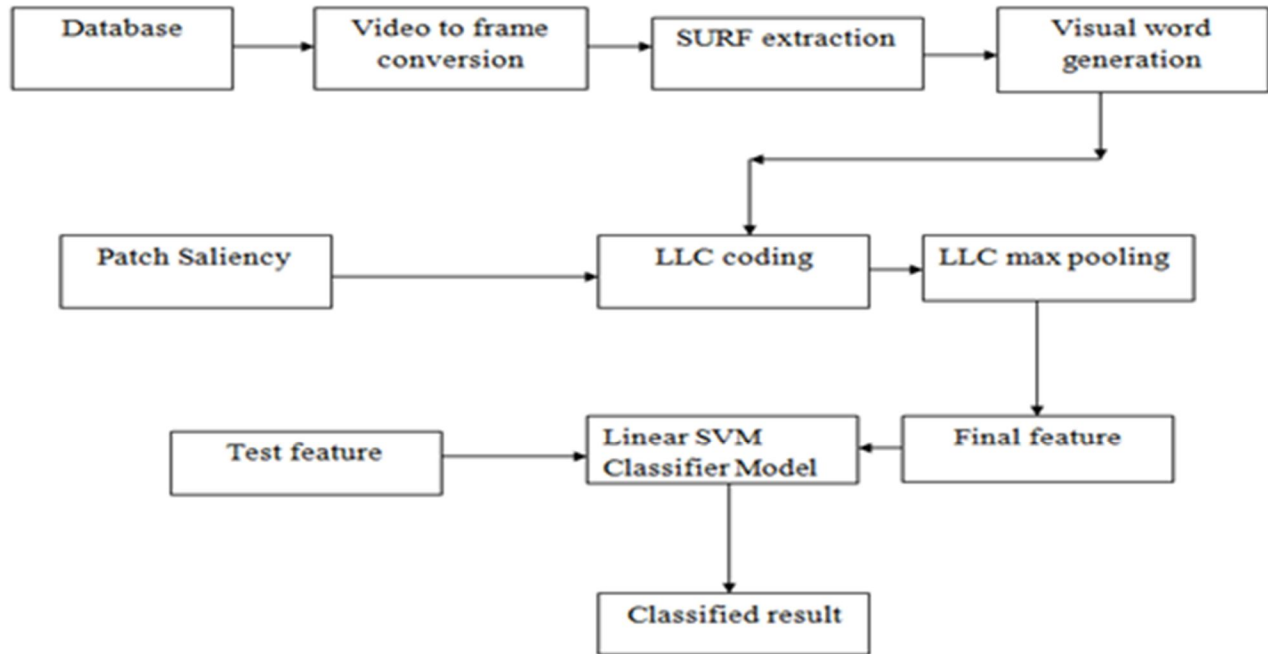 Database
Video to frame
conversion
SURF extraction
Visual word
generation
Patch Saliency
LLC coding
LLC max pooling
Test feature
Linear SVM
Classifier Model
Final feature
Classified result